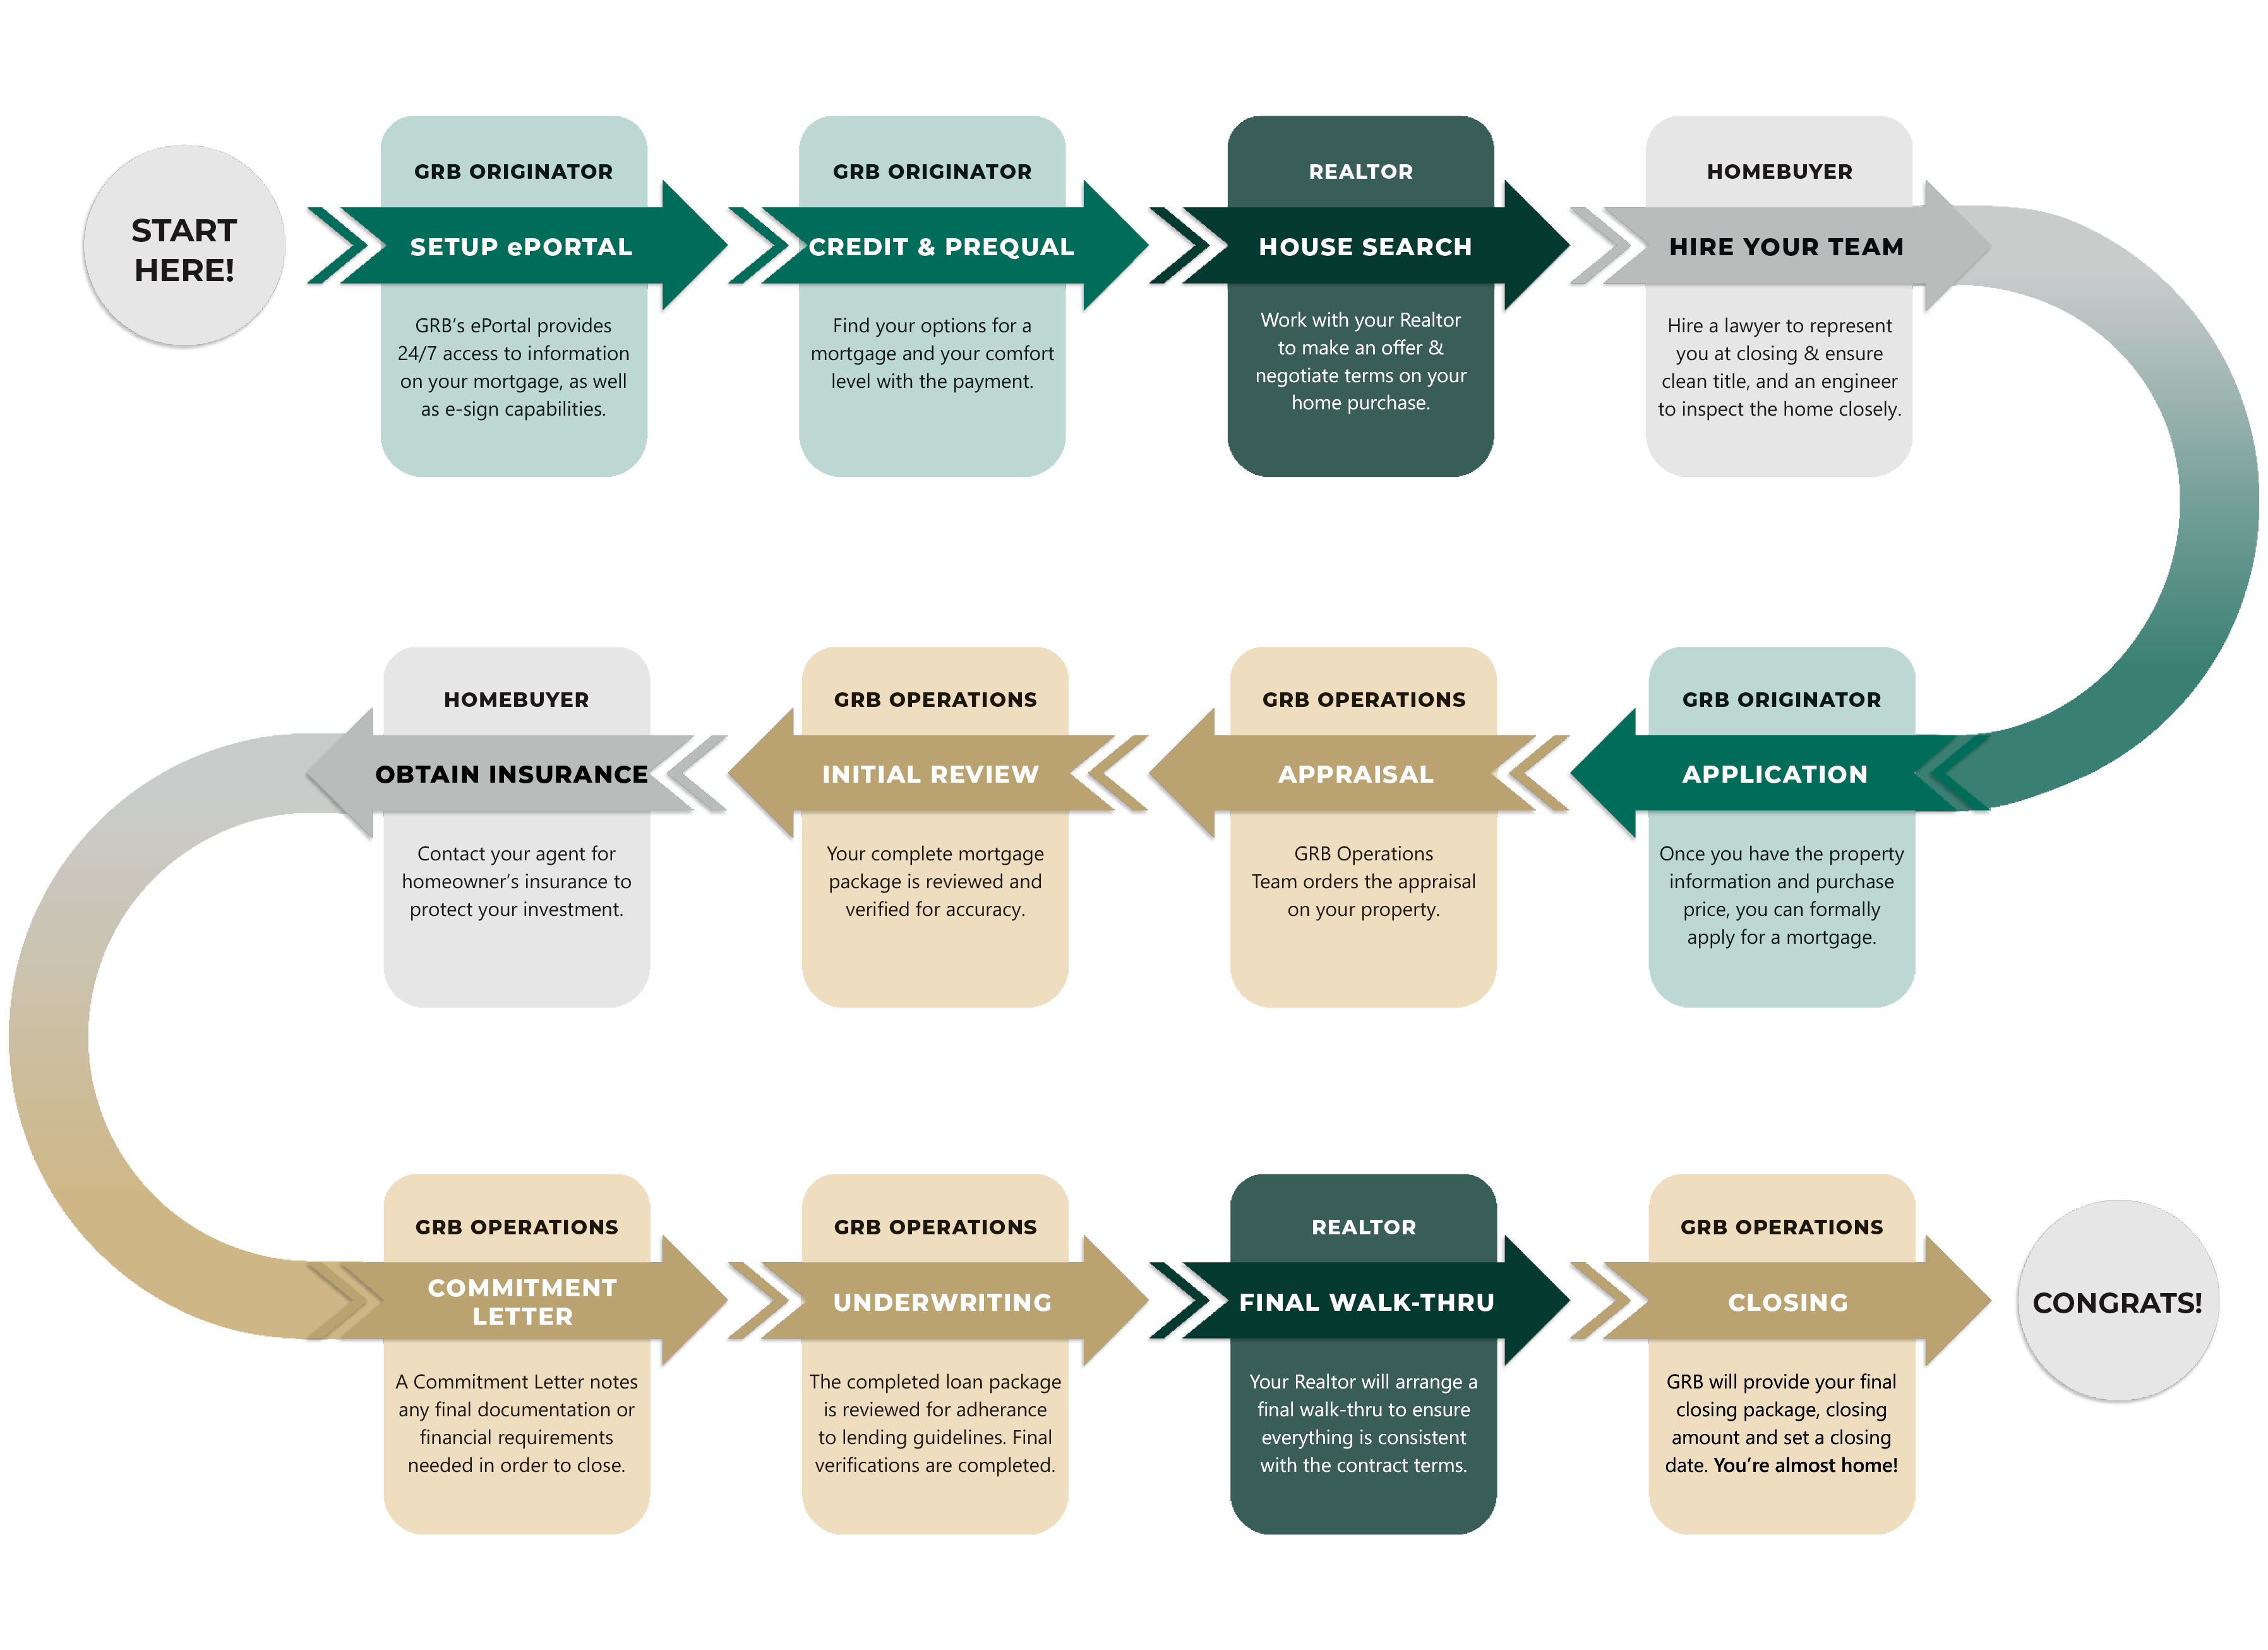 START
HERE!
GRB ORIGINATOR
SETUP ePORTAL
GRB’s ePortal provides
24/7 access to information
on your mortgage, as well
as e-sign capabilities.
GRB ORIGINATOR
CREDIT & PREQUAL
Find your options for a
mortgage and your comfort
level with the payment.
REALTOR
HOUSE SEARCH
Work with your Realtor
to make an offer &
negotiate terms on your
home purchase.
HOMEBUYER
HIRE YOUR TEAM
Hire a lawyer to represent
you at closing & ensure
clean title, and an engineer
to inspect the home closely.
GRB ORIGINATOR
APPLICATION
Once you have the property
information and purchase
price, you can formally
apply for a mortgage.
GRB OPERATIONS
APPRAISAL
GRB Operations
Team orders the appraisal
on your property.
GRB OPERATIONS
INITIAL REVIEW
Your complete mortgage
package is reviewed and
verified for accuracy.
HOMEBUYER
OBTAIN INSURANCE
Contact your agent for
homeowner’s insurance to
protect your investment.
GRB OPERATIONS
COMMITMENT
LETTER
A Commitment Letter notes
any final documentation or
financial requirements
needed in order to close.
GRB OPERATIONS
UNDERWRITING
The completed loan package
is reviewed for adherance
to lending guidelines. Final
verifications are completed.
REALTOR
FINAL WALK-THRU
Your Realtor will arrange a
final walk-thru to ensure
everything is consistent
with the contract terms.
GRB OPERATIONS
CLOSING
GRB will provide your final
closing package, closing
amount and set a closing
date. You’re almost home!
CONGRATS!